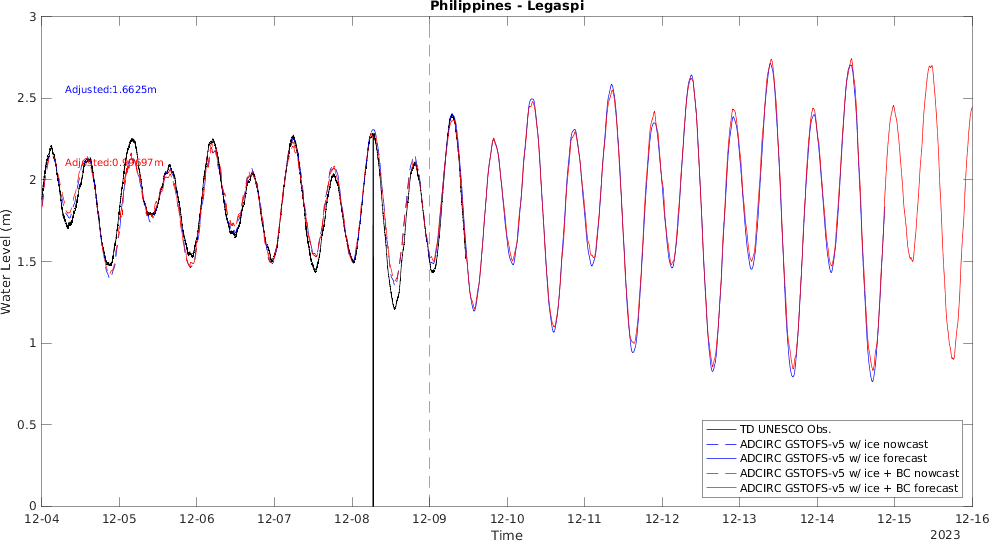 Philippines - Legaspi
Water Level (m)
3
2.5
2
1.5
1
0.5
0
Adjusted:1.6625m
Adjusted:0.99697m
TD UNESCO Obs.
ADCIRC GSTOFS-v5 w/ ice nowcast
ADCIRC GSTOFS-v5 w/ ice forecast
ADCIRC GSTOFS-v5 w/ ice + BC nowcast
ADCIRC GSTOFS-v5 w/ ice + BC forecast
12-04 12-05 12-06 12-07 12-08 12-09 12-10 12-11 12-12 12-13 12-14 12-15 12-16
Time
2023